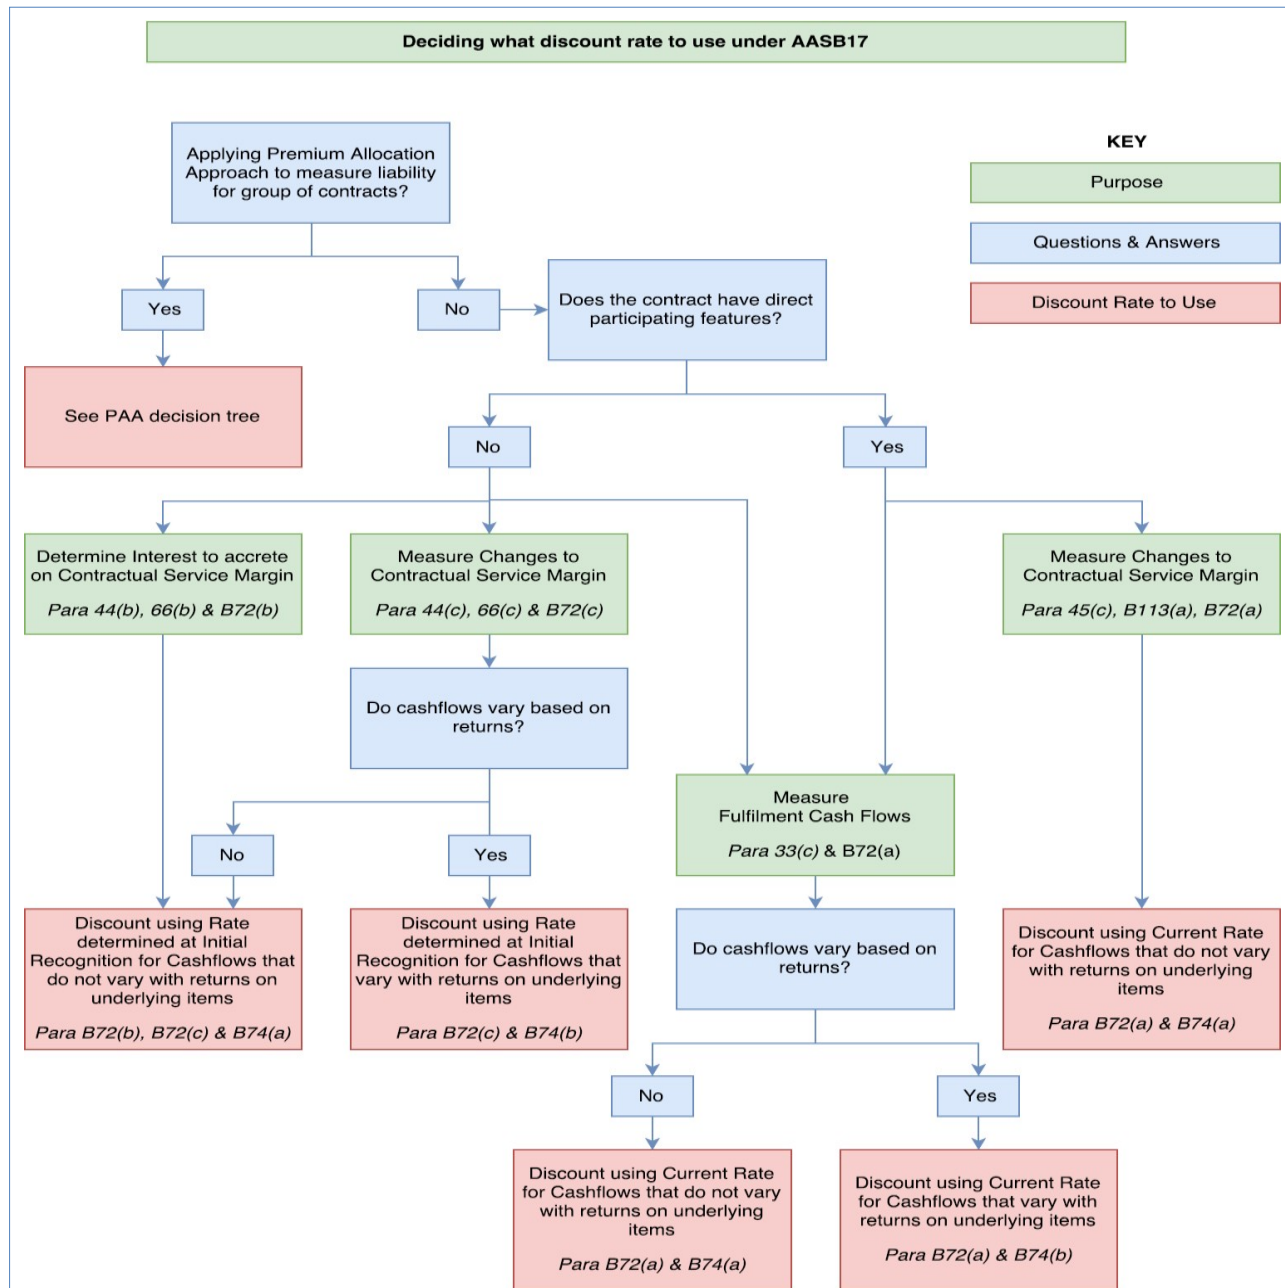 Deciding what discount rate to use under AASB17
Applying Premium Allocation
Approach to measure liability
for group of contracts?
KEY
Purpose
Questions & Answers
Discount Rate to Use
Yes
No
Does the contract have direct
participating features?
See PAA decision tree
No
Yes
Determine Interest to accrete
on Contractual Service Margin
Para 44(b), 66(b) & B72(b)
Measure Changes to
Contractual Service Margin
Para 44(c), 66(c) & B72(c)
Measure Changes to
Contractual Service Margin
Para 45(c), B113(a), B72(a)
Do cashflows vary based on
returns?
Measure
Fulfilment Cash Flows
Para 33(c) & B72(a)
No
Yes
Discount using Rate
determined at Initial
Recognition for Cashflows that
do not vary with returns on
underlying items
Para B72(b), B72(c) & B74(a)
Discount using Rate
determined at Initial
Recognition for Cashflows that
vary with returns on underlying
items
Para B72(c) & B74(b)
Do cashflows vary based on
returns?
Discount using Current Rate
for Cashflows that do not vary
with returns on underlying
items
Para B72(a) & B74(a)
No
Yes
Discount using Current Rate
for Cashflows that do not vary
with returns on underlying
items
Para B72(a) & B74(a)
Discount using Current Rate
for Cashflows that vary with
returns on underlying items
Para B72(a) & B74(b)